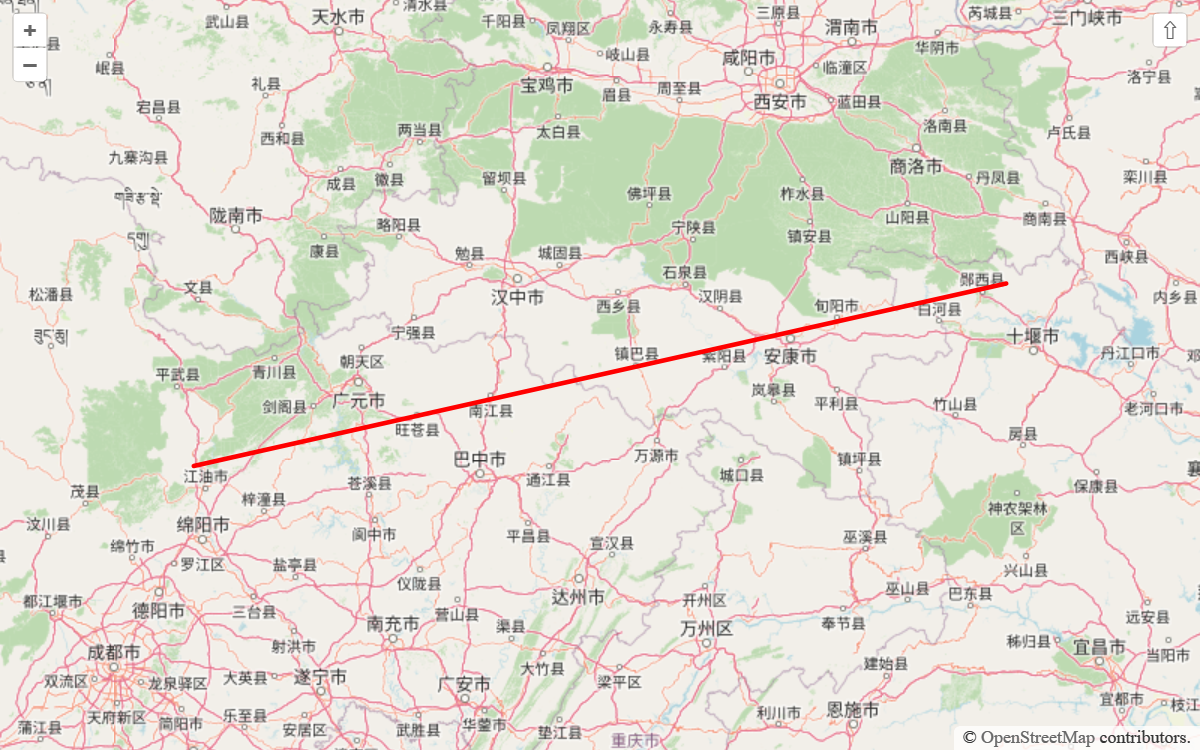 +
−
⇧
武山县
天水市
清水县
千阳县
凤翔区
永寿县
三原县
渭南市
芮城县
三门峡市
岷县
岐山县
咸阳市
临潼区
华阴市
洛宁县
礼县
宝鸡市
眉县
周至县
西安市
蓝田县
宕昌县
西和县
两当县
太白县
洛南县
卢氏县
九寨沟县
成县
徽县
留坝县
佛坪县
柞水县
商洛市
丹凤县
栾川县
陇南市
略阳县
宁陕县
镇安县
山阳县
商南县
康县
勉县
城固县
石泉县
西峡县
松潘县
文县
汉中市
西乡县
汉阴县
旬阳市
郧西县
白河县
内乡县
宁强县
朝天区
镇巴县
紫阳县
安康市
十堰市
丹江口市
平武县
青川县
剑阁县
广元市
南江县
岚皋县
平利县
竹山县
老河口市
旺苍县
房县
江油市
巴中市
万源市
镇坪县
城口县
茂县
梓潼县
苍溪县
通江县
保康县
汶川县
绵阳市
阆中市
平昌县
宣汉县
巫溪县
神农架林
区
绵竹市
罗江区
盐亭县
仪陇县
兴山县
都江堰市
德阳市
三台县
南充市
营山县
渠县
达州市
开州区
万州区
奉节县
巫山县
巴东县
远安县
成都市
射洪市
秭归县
宜昌市
当阳市
双流区
龙泉驿区
大英县
遂宁市
广安市
大竹县
梁平区
建始县
天府新区
简阳市
乐至县
安居区
武胜县
华蓥市
垫江县
利川市
恩施市
宜都市
枝江
蒲江县
重庆市
© OpenStreetMap contributors.